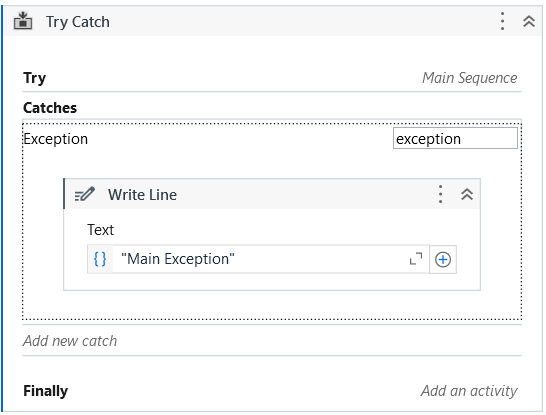 Try Catch
Try Main Sequence
Catches
Exception exception
Write Line
Text
{} "Main Exception"
Add new catch
Finally Add an activity